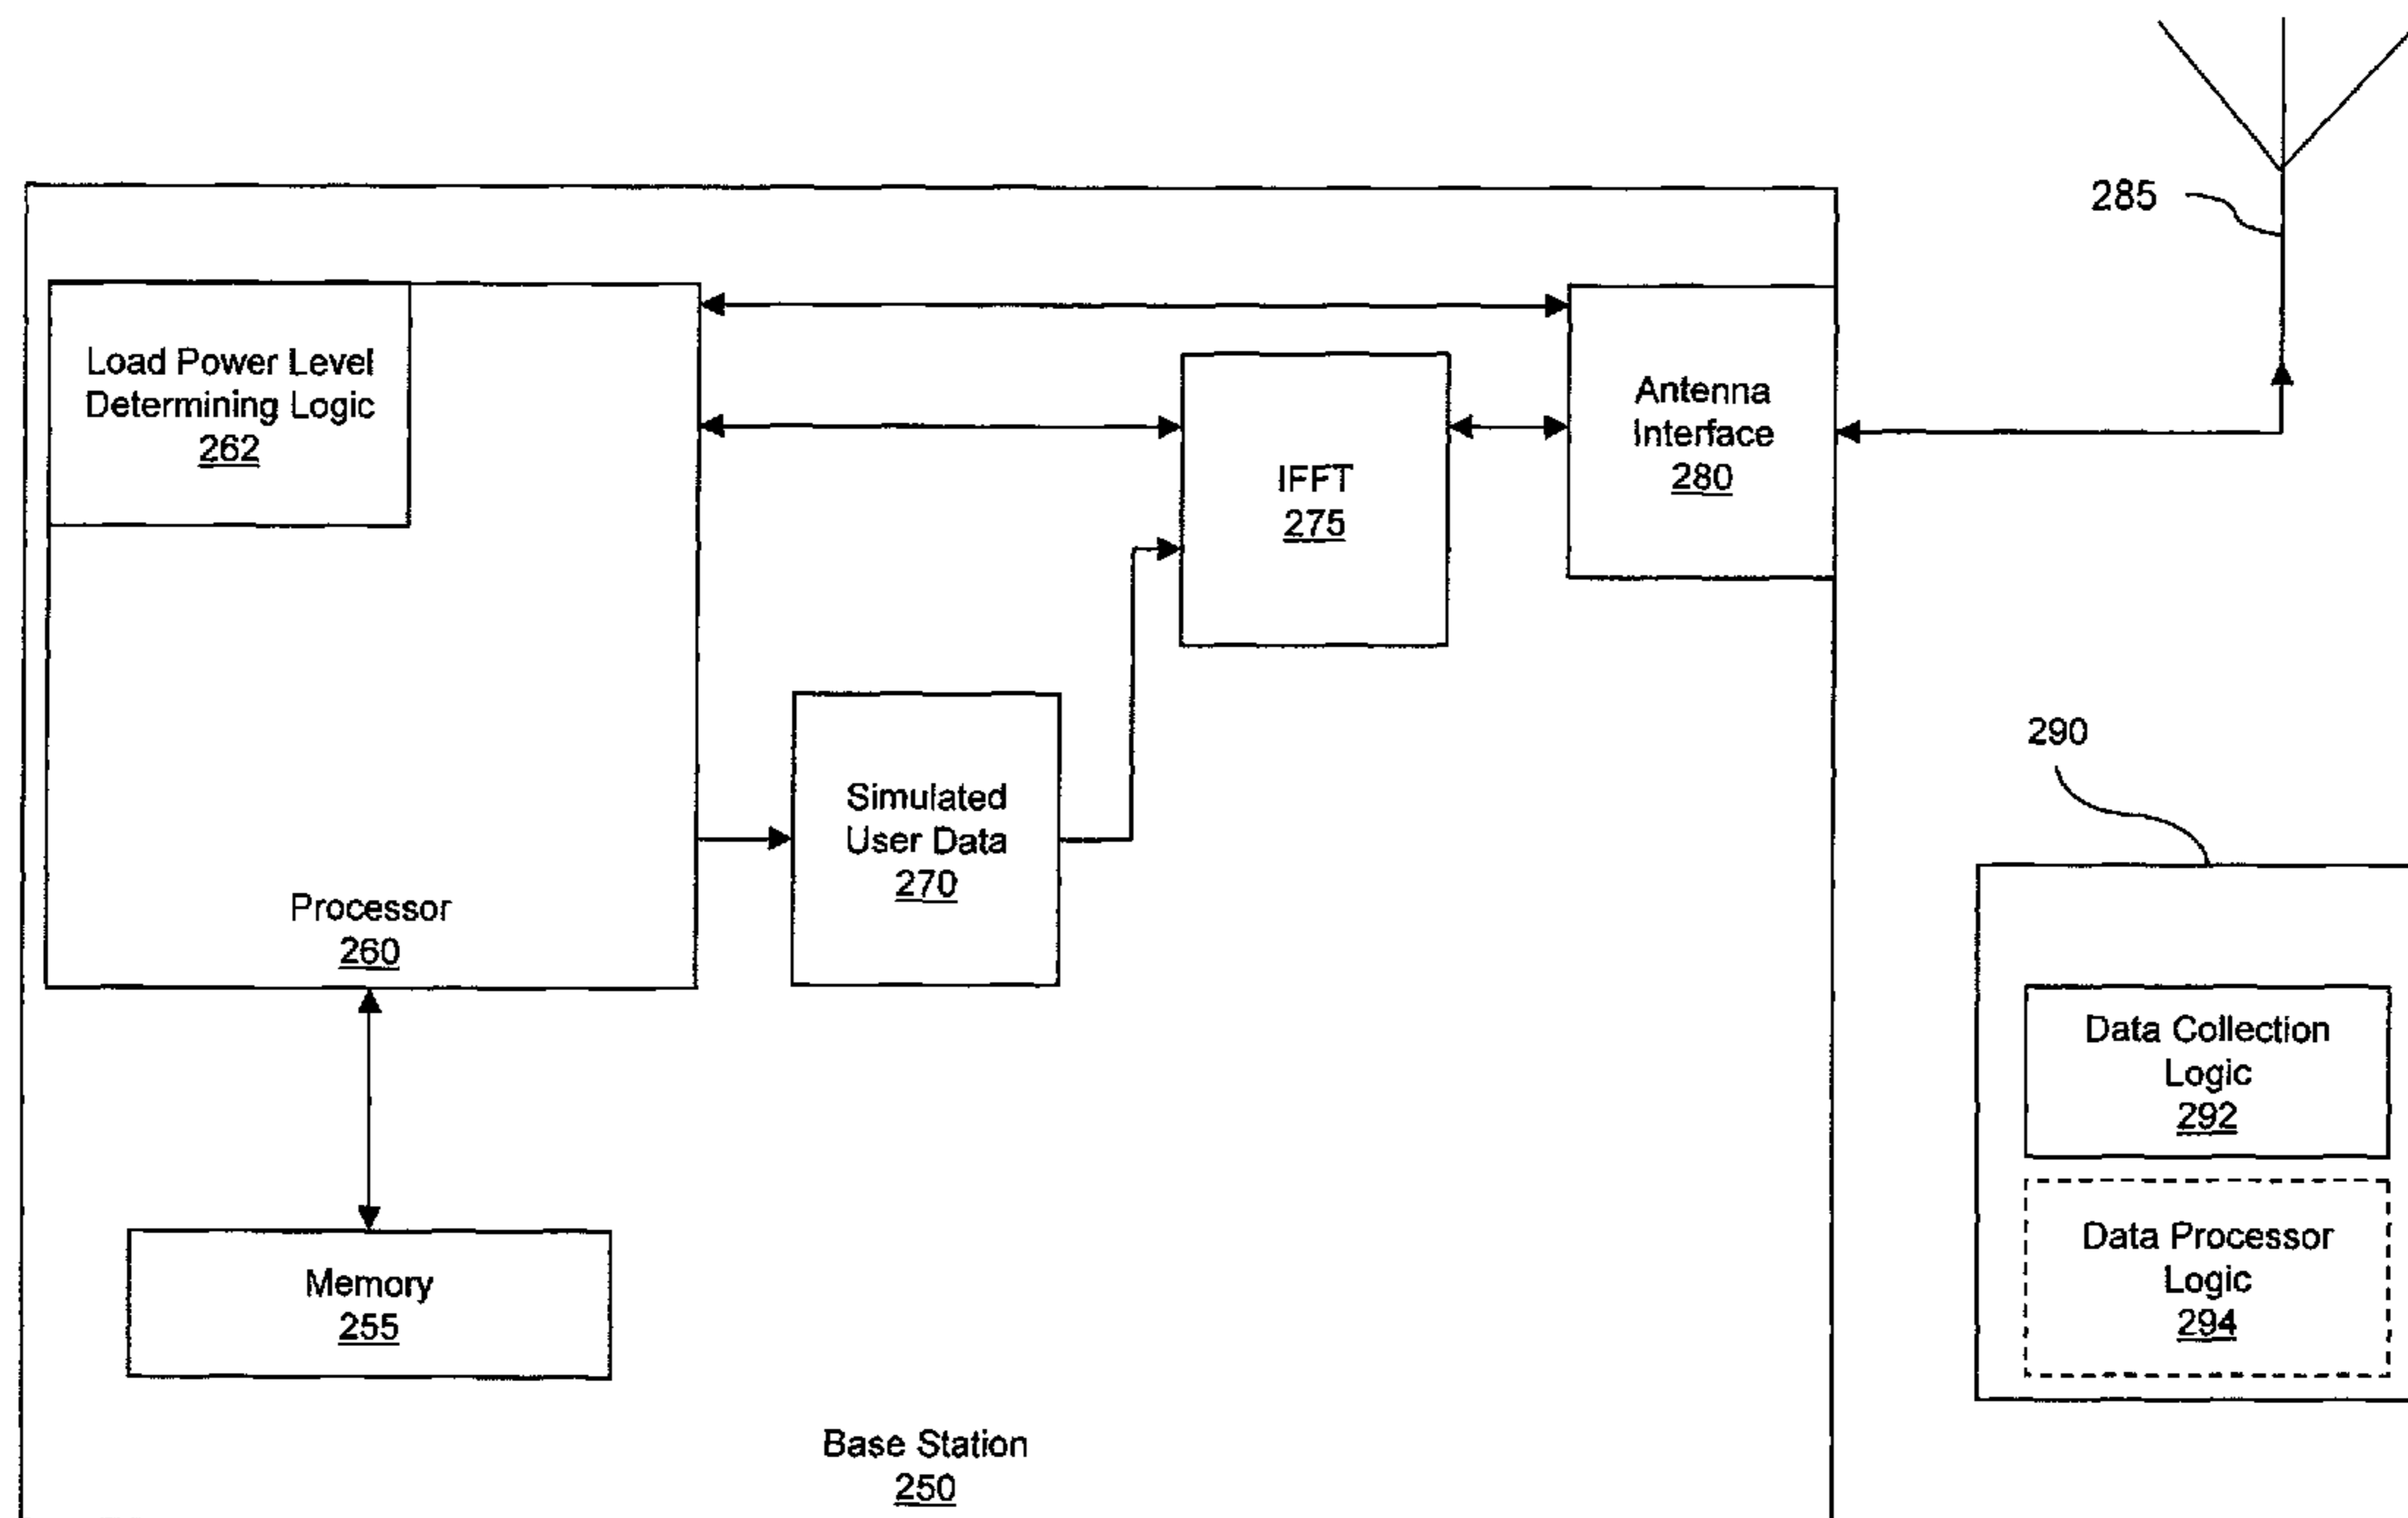 285
Load Power Level
Determining Logic
262
Antenna
Interface
280
IFFT
275
290
Simulated
User Data
270
Processor
260
Data Collection
Logic
292
Data Processor
Logic
294
Memory
255
Base Station
250